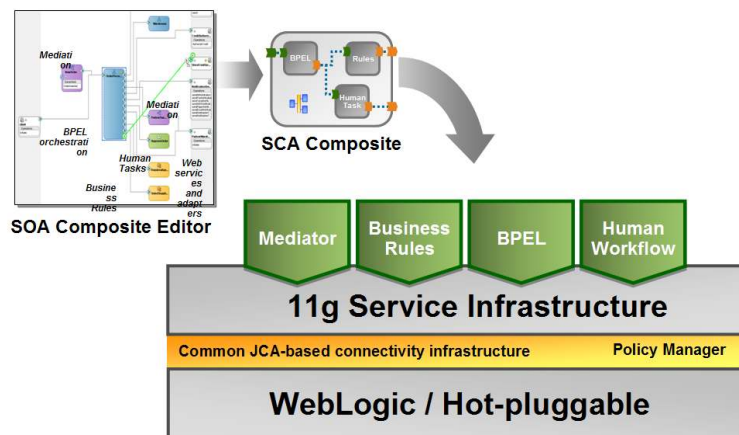 Mediati
on
BPEL
orchestrati
on
Mediati
on
Human
Tasks
Busine
ss
Rules
Web
servic
es
and
adapt
ers
SOA Composite Editor
BPEL
Rules
Human
Task
SCA Composite
Mediator
Business
Rules
BPEL
Human
Workflow
11g Service Infrastructure
Common JCA-based connectivity infrastructure
Policy Manager
WebLogic / Hot-pluggable